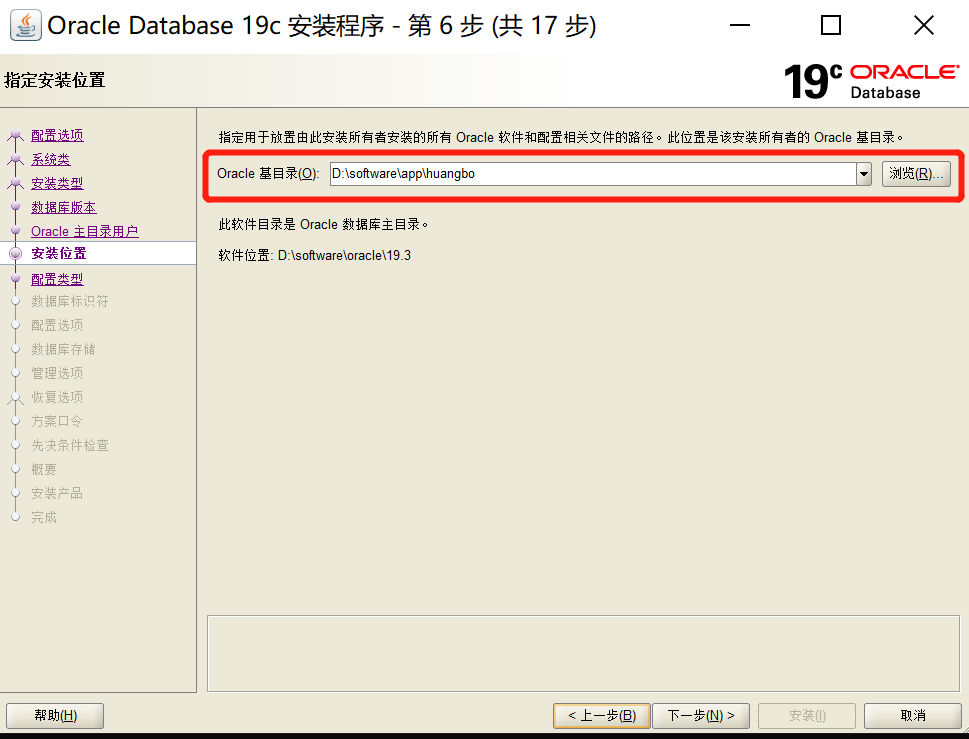 Oracle Database 19c 安装程序 - 第 6 步 (共 17 步)
指定安装位置
19c ORACLE Database
配置选项
系统类
安装类型
数据库版本
Oracle 主目录用户
安装位置
配置类型
数据库标识符
配置选项
数据库存储
管理选项
恢复选项
方案口令
先决条件检查
概要
安装产品
完成
指定用于放置由此安装所有者安装的所有 Oracle 软件和配置相关文件的路径。此位置是该安装所有者的 Oracle 基目录。
Oracle 基目录(O): D:\software\app\huangbo 浏览(R)...
此软件目录是 Oracle 数据库主目录。
软件位置: D:\software\oracle\19.3
帮助(H) < 上一步(B) 下一步(N) > 安装(I) 取消